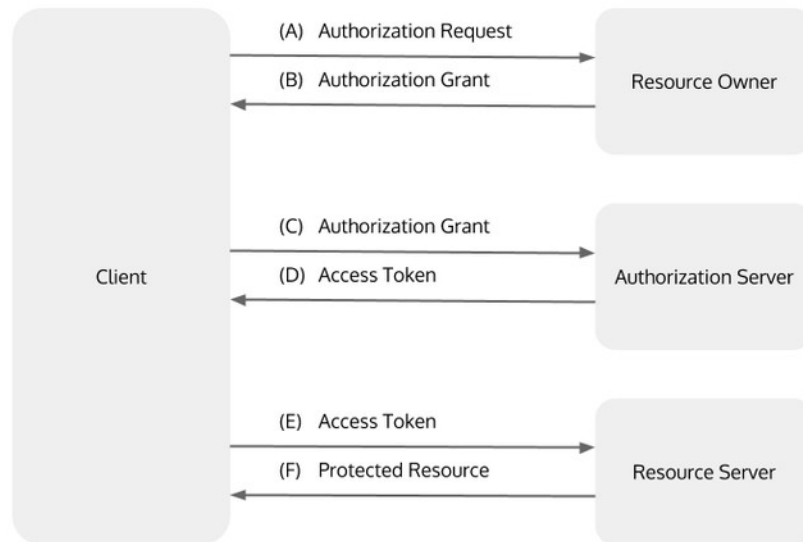 (A) Authorization Request
(B) Authorization Grant
Resource Owner
(C) Authorization Grant
Client
(D) Access Token
Authorization Server
(E) Access Token
(F) Protected Resource
Resource Server